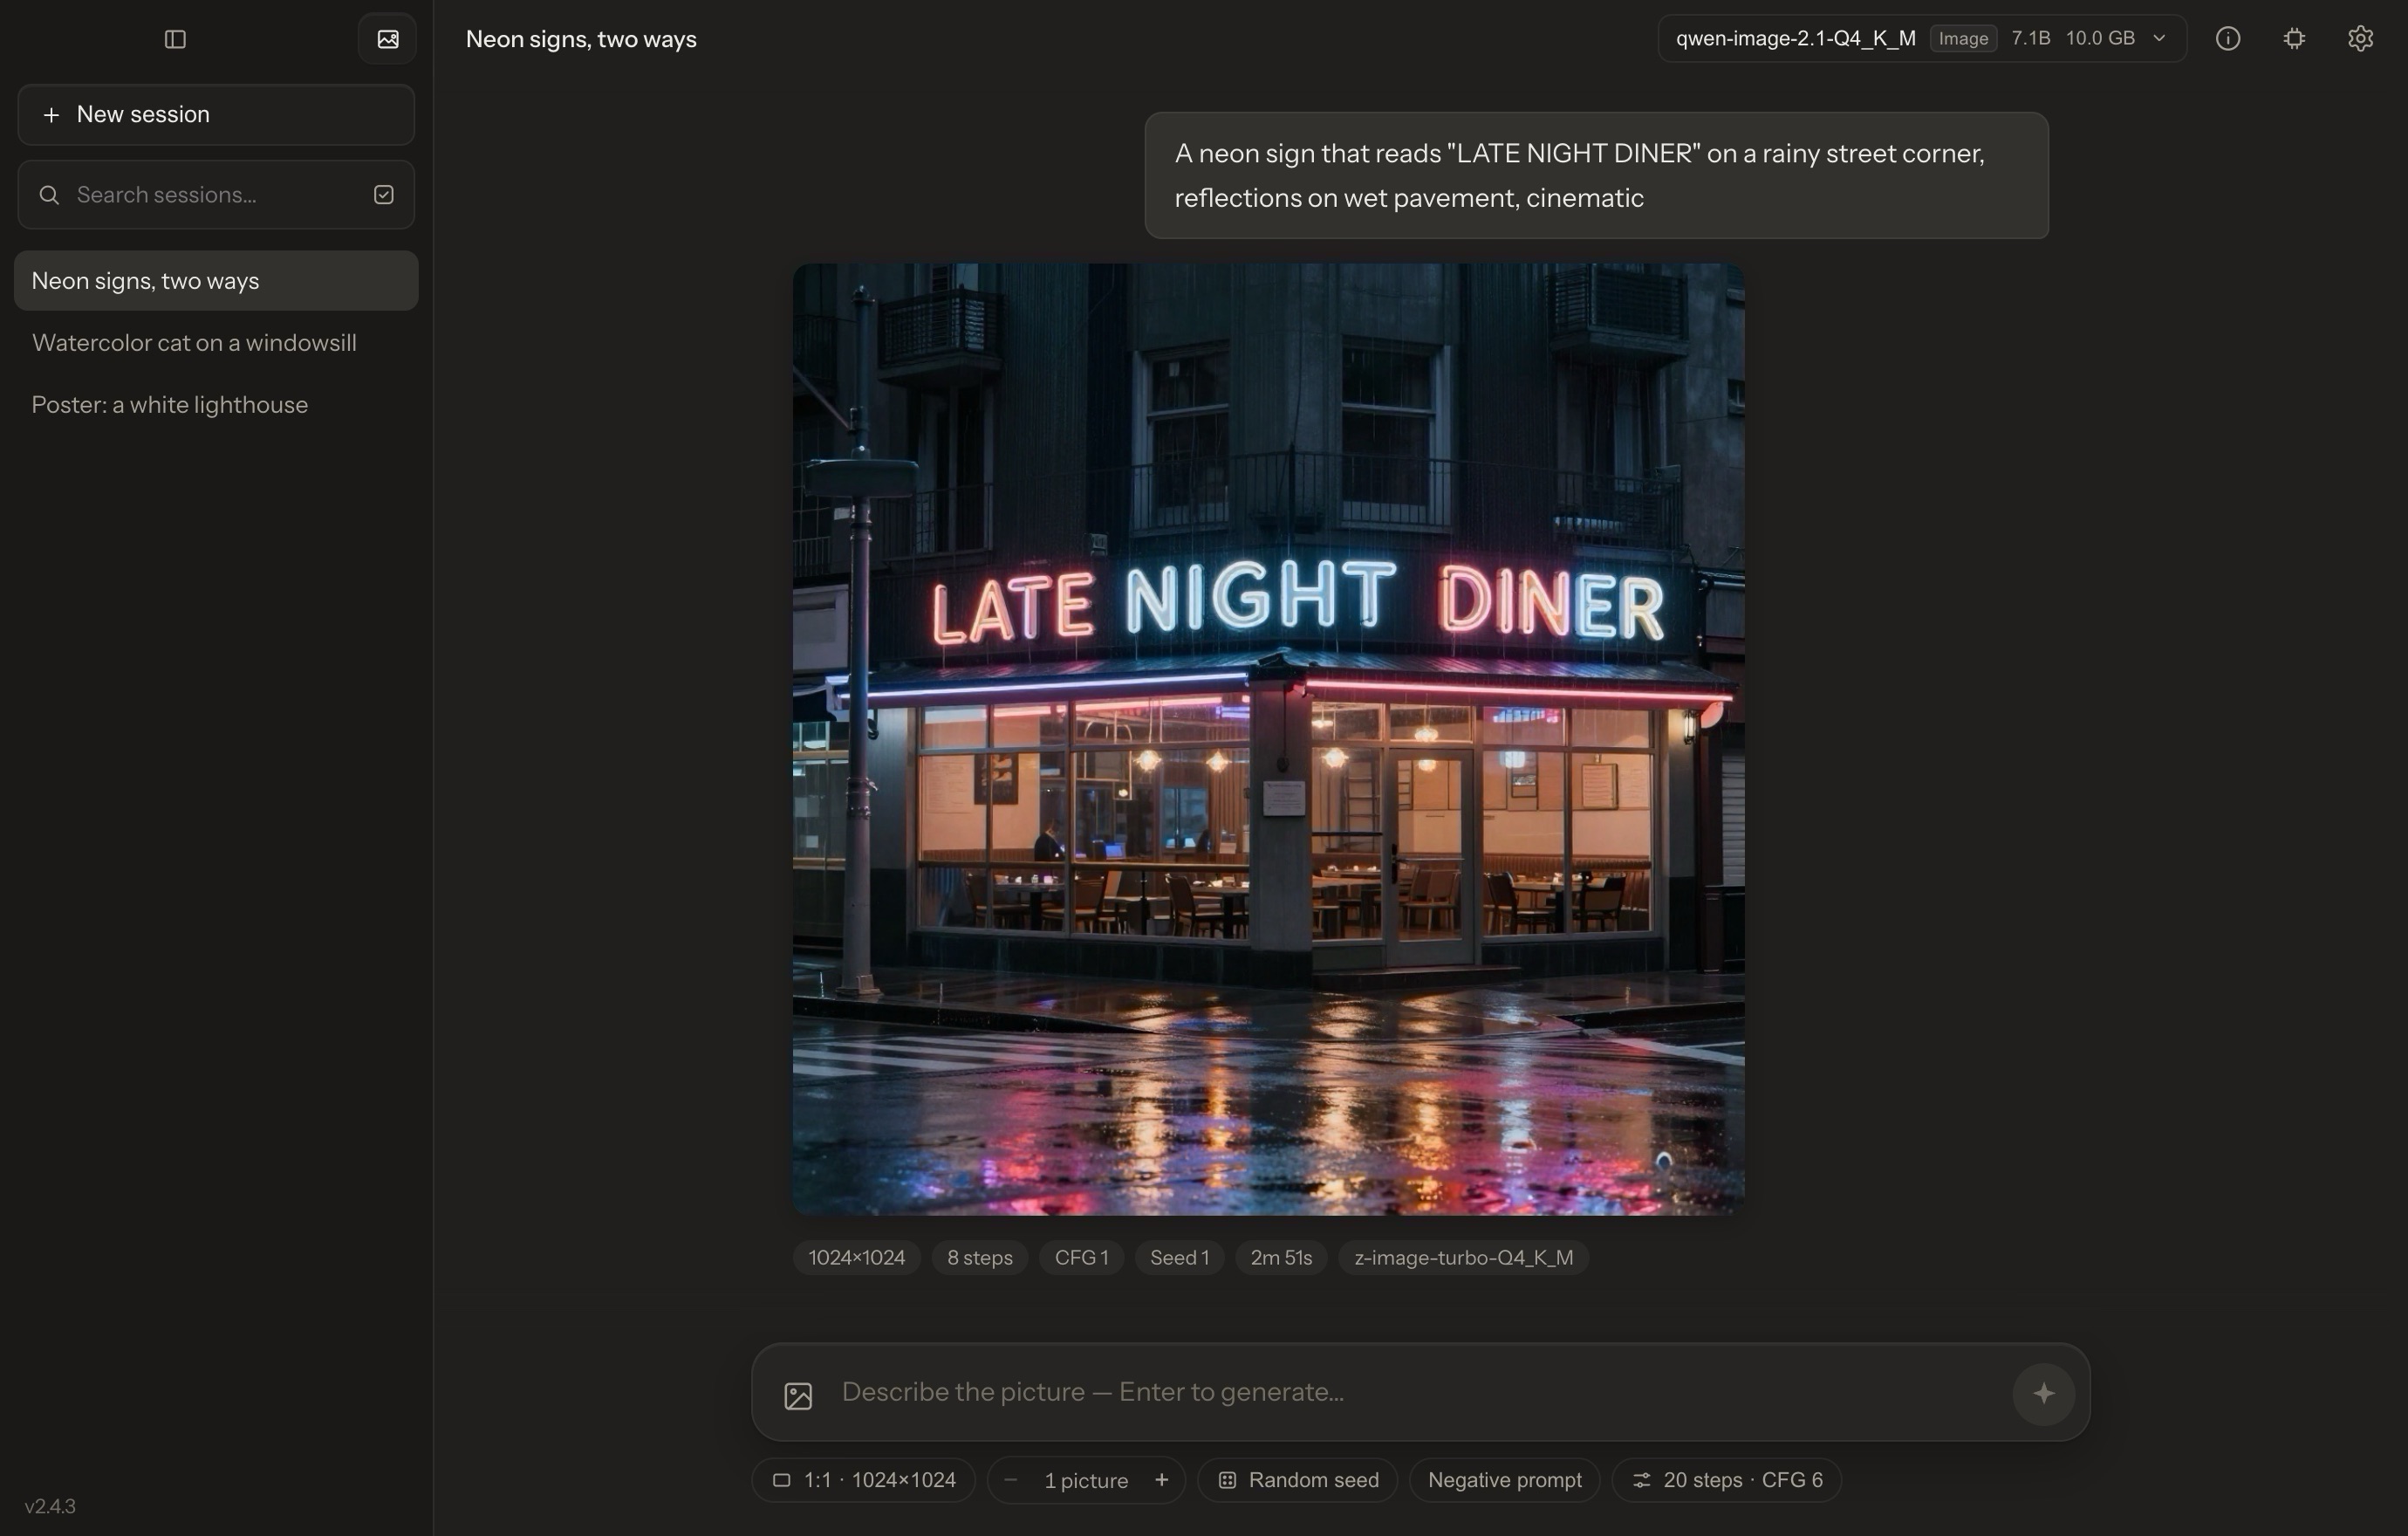 Neon signs, two ways
qwen-image-2.1-Q4_K_M Image 7.1B 10.0 GB
New session
Search sessions...
Neon signs, two ways
Watercolor cat on a windowsill
Poster: a white lighthouse
v2.4.3
A neon sign that reads "LATE NIGHT DINER" on a rainy street corner,
reflections on wet pavement, cinematic
LATE NIGHT DINER
1024×1024 8 steps CFG 1 Seed 1 2m 51s z-image-turbo-Q4_K_M
Describe the picture — Enter to generate...
1:1 · 1024×1024 − 1 picture + Random seed Negative prompt 20 steps · CFG 6